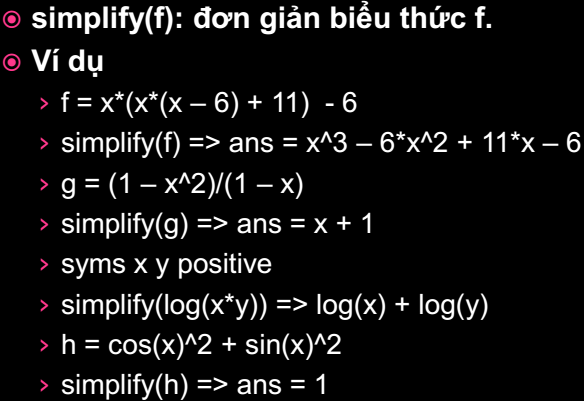 simplify(f): đơn giản biểu thức f.
Ví dụ
f = x*(x*(x – 6) + 11) - 6
simplify(f) => ans = x^3 – 6*x^2 + 11*x – 6
g = (1 – x^2)/(1 – x)
simplify(g) => ans = x + 1
syms x y positive
simplify(log(x*y)) => log(x) + log(y)
h = cos(x)^2 + sin(x)^2
simplify(h) => ans = 1